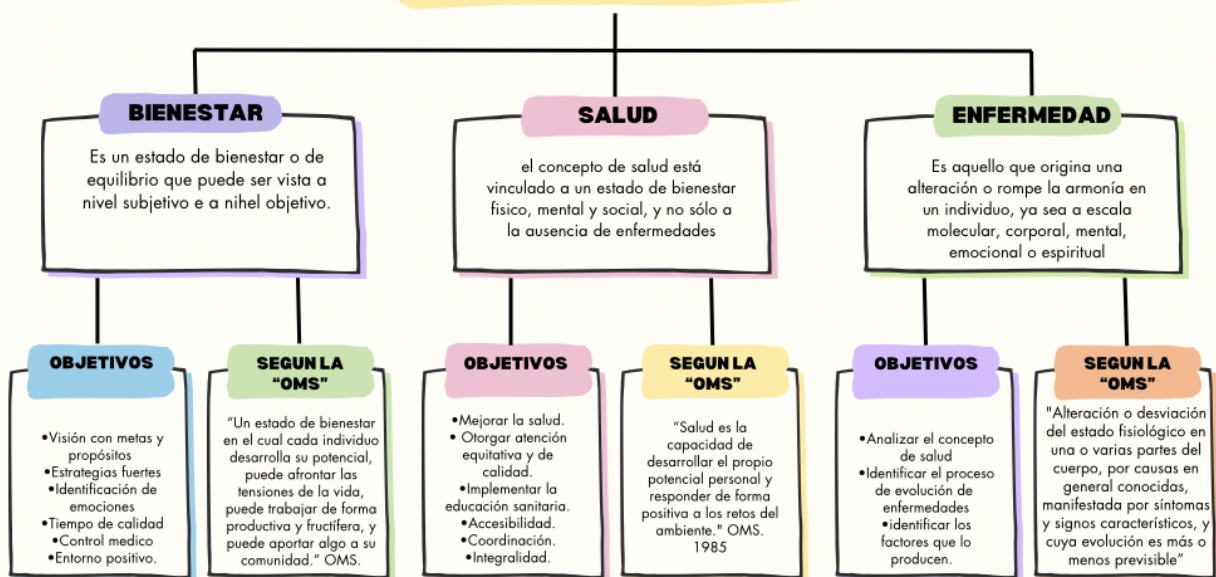 BIENESTAR
Es un estado de bienestar o de
equilibrio que puede ser vista a
nivel subjetivo e a nihel objetivo.
SALUD
el concepto de salud está
vinculado a un estado de bienestar
fisico, mental y social, y no sólo a
la ausencia de enfermedades
ENFERMEDAD
Es aquello que origina una
alteración o rompe la armonía en
un individuo, ya sea a escala
molecular, corporal, mental,
emocional o espiritual
OBJETIVOS
•Visión con metas y
propósitos
•Estrategias fuertes
•Identificación de
emociones
•Tiempo de calidad
•Control medico
•Entorno positivo.
SEGUN LA
“OMS”
“Un estado de bienestar
en el cual cada individuo
desarrolla su potencial,
puede afrontar las
tensiones de la vida,
puede trabajar de forma
productiva y fructífera, y
puede aportar algo a su
comunidad.” OMS.
OBJETIVOS
•Mejorar la salud.
• Otorgar atención
equitativa y de
calidad.
•Implementar la
educación sanitaria.
•Accesibilidad.
•Coordinación.
•Integralidad.
SEGUN LA
“OMS”
“Salud es la
capacidad de
desarrollar el propio
potencial personal y
responder de forma
positiva a los retos del
ambiente." OMS.
1985
OBJETIVOS
•Analizar el concepto
de salud
•Identificar el proceso
de evolución de
enfermedades
•identificar los
factores que lo
producen.
SEGUN LA
“OMS”
"Alteración o desviación
del estado fisiológico en
una o varias partes del
cuerpo, por causas en
general conocidas,
manifestada por síntomas
y signos característicos, y
cuya evolución es más o
menos previsible”